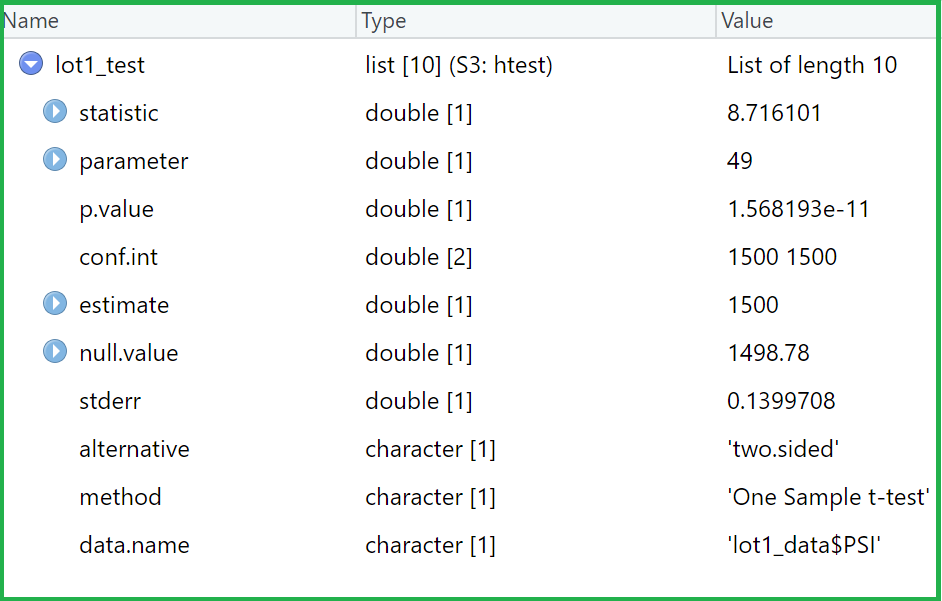 Name Type Value
lot1_test list [10] (S3: htest) List of length 10
statistic double [1] 8.716101
parameter double [1] 49
p.value double [1] 1.568193e-11
conf.int double [2] 1500 1500
estimate double [1] 1500
null.value double [1] 1498.78
stderr double [1] 0.1399708
alternative character [1] 'two.sided'
method character [1] 'One Sample t-test'
data.name character [1] 'lot1_data$PSI'